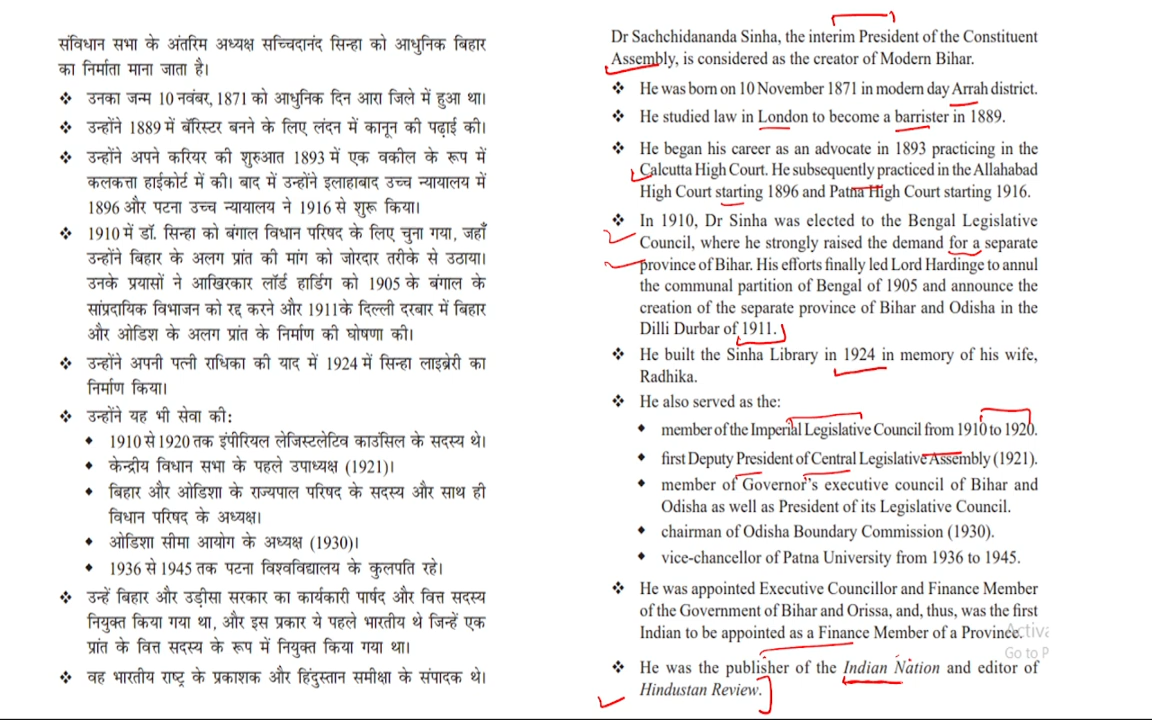 संविधान सभा के अंतरिम अध्यक्ष सच्चिदानंद सिन्हा को आधुनिक बिहार
का निर्माता माना जाता है।
❖ उनका जन्म 10 नवंबर, 1871 को आधुनिक दिन आरा जिले में हुआ था।
❖ उन्होंने 1889 में बॅरिस्टर बनने के लिए लंदन में कानून की पढ़ाई की।
❖ उन्होंने अपने करियर की शुरुआत 1893 में एक वकील के रूप में
कलकत्ता हाईकोर्ट में की। बाद में उन्होंने इलाहाबाद उच्च न्यायालय में
1896 और पटना उच्च न्यायालय ने 1916 से शुरू किया।
❖ 1910 में डॉ. सिन्हा को बंगाल विधान परिषद के लिए चुना गया, जहाँ
उन्होंने बिहार के अलग प्रांत की मांग को जोरदार तरीके से उठाया।
उनके प्रयासों ने आखिरकार लॉर्ड हार्डिंग को 1905 के बंगाल के
सांप्रदायिक विभाजन को रद्द करने और 1911के दिल्ली दरबार में बिहार
और ओडिश के अलग प्रांत के निर्माण की घोषणा की।
❖ उन्होंने अपनी पत्नी राधिका की याद में 1924 में सिन्हा लाइब्रेरी का
निर्माण किया।
❖ उन्होंने यह भी सेवा की:
◆ 1910 से 1920 तक इंपीरियल लेजिस्टलेटिव काउंसिल के सदस्य थे।
◆ केन्द्रीय विधान सभा के पहले उपाध्यक्ष (1921)।
◆ बिहार और ओडिशा के राज्यपाल परिषद के सदस्य और साथ ही
विधान परिषद के अध्यक्ष।
◆ ओडिशा सीमा आयोग के अध्यक्ष (1930)।
◆ 1936 से 1945 तक पटना विश्वविद्यालय के कुलपति रहे।
❖ उन्हें बिहार और उड़ीसा सरकार का कार्यकारी पार्षद और वित्त सदस्य
नियुक्त किया गया था, और इस प्रकार ये पहले भारतीय थे जिन्हें एक
प्रांत के वित्त सदस्य के रूप में नियुक्त किया गया था।
❖ वह भारतीय राष्ट्र के प्रकाशक और हिंदुस्तान समीक्षा के संपादक थे।
Dr Sachchidananda Sinha, the interim President of the Constituent
Assembly, is considered as the creator of Modern Bihar.
❖ He was born on 10 November 1871 in modern day Arrah district.
❖ He studied law in London to become a barrister in 1889.
❖ He began his career as an advocate in 1893 practicing in the
Calcutta High Court. He subsequently practiced in the Allahabad
High Court starting 1896 and Patna High Court starting 1916.
❖ In 1910, Dr Sinha was elected to the Bengal Legislative
Council, where he strongly raised the demand for a separate
province of Bihar. His efforts finally led Lord Hardinge to annul
the communal partition of Bengal of 1905 and announce the
creation of the separate province of Bihar and Odisha in the
Dilli Durbar of 1911.
❖ He built the Sinha Library in 1924 in memory of his wife,
Radhika.
❖ He also served as the:
◆ member of the Imperial Legislative Council from 1910 to 1920.
◆ first Deputy President of Central Legislative Assembly (1921).
◆ member of Governor's executive council of Bihar and
Odisha as well as President of its Legislative Council.
◆ chairman of Odisha Boundary Commission (1930).
◆ vice-chancellor of Patna University from 1936 to 1945.
❖ He was appointed Executive Councillor and Finance Member
of the Government of Bihar and Orissa, and, thus, was the first
Indian to be appointed as a Finance Member of a Province.
❖ He was the publisher of the Indian Nation and editor of
Hindustan Review.
Activa
Go to P